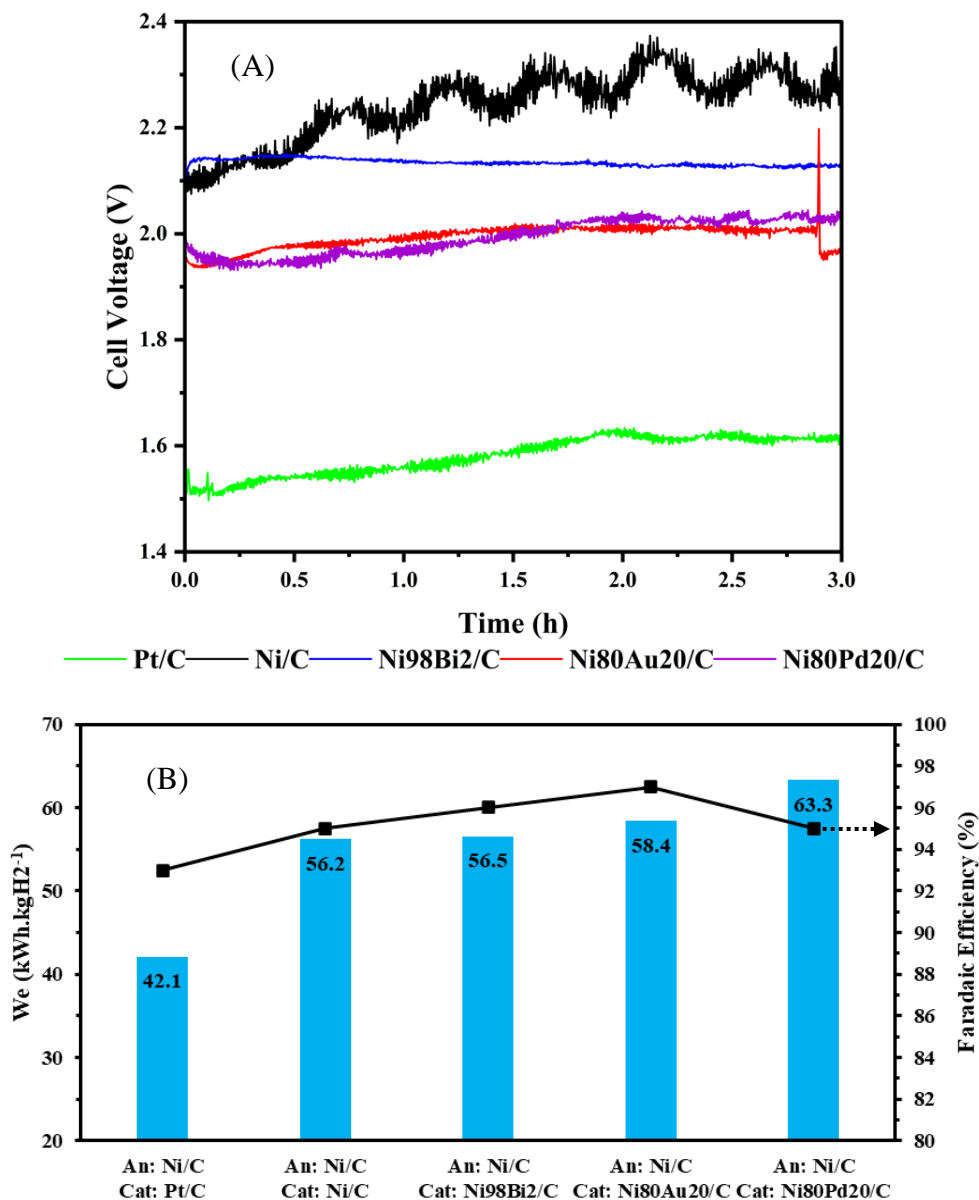 (A)
Cell Voltage (V)
2.4
2.2
2.0
1.8
1.6
1.4
0.0 0.5 1.0 1.5 2.0 2.5 3.0
Time (h)
Pt/C Ni/C Ni98Bi2/C Ni80Au20/C Ni80Pd20/C
(B)
We (kWh.kgH2⁻¹)
70
60
50
40
30
20
42.1 56.2 56.5 58.4 63.3
100
98
96
94
92
90
88
86
84
82
80
Faradaic Efficiency (%)
An: Ni/C An: Ni/C An: Ni/C An: Ni/C An: Ni/C
Cat: Pt/C Cat: Ni/C Cat: Ni98Bi2/C Cat: Ni80Au20/C Cat: Ni80Pd20/C